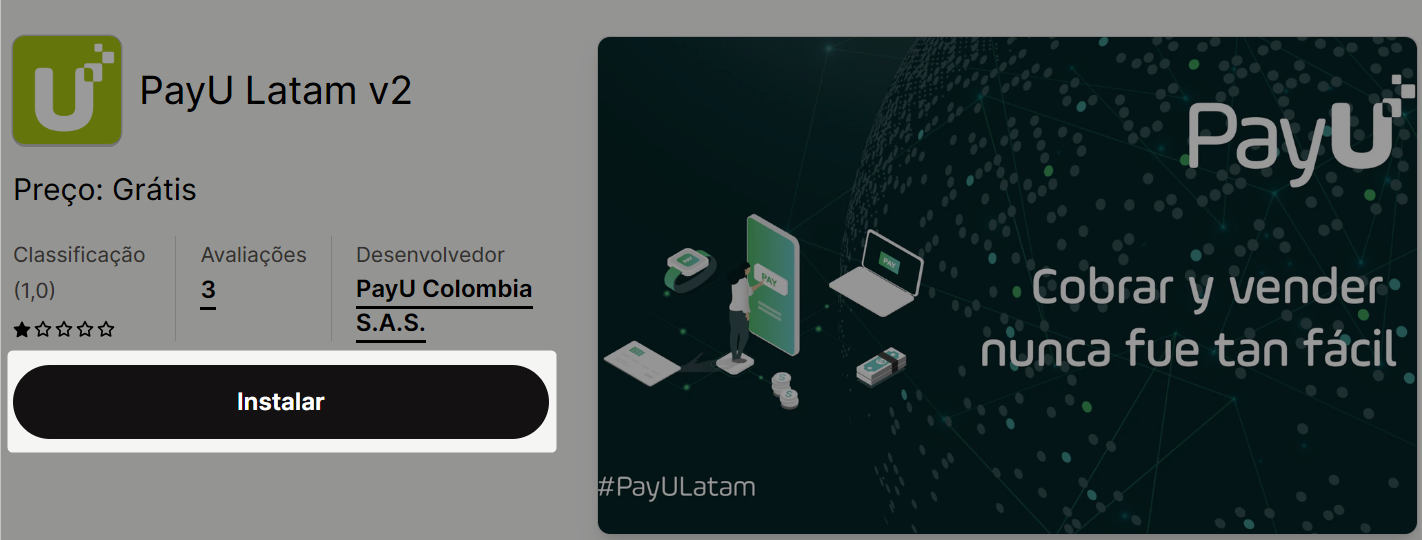 PayU Latam v2
Preço: Grátis
Classificação
(1,0)
Avaliações
3
Desenvolvedor
PayU Colombia
S.A.S.
Instalar
PayU
Cobrar y vender
nunca fue tan fácil
PAY
PAY
PAY
#PayULatam